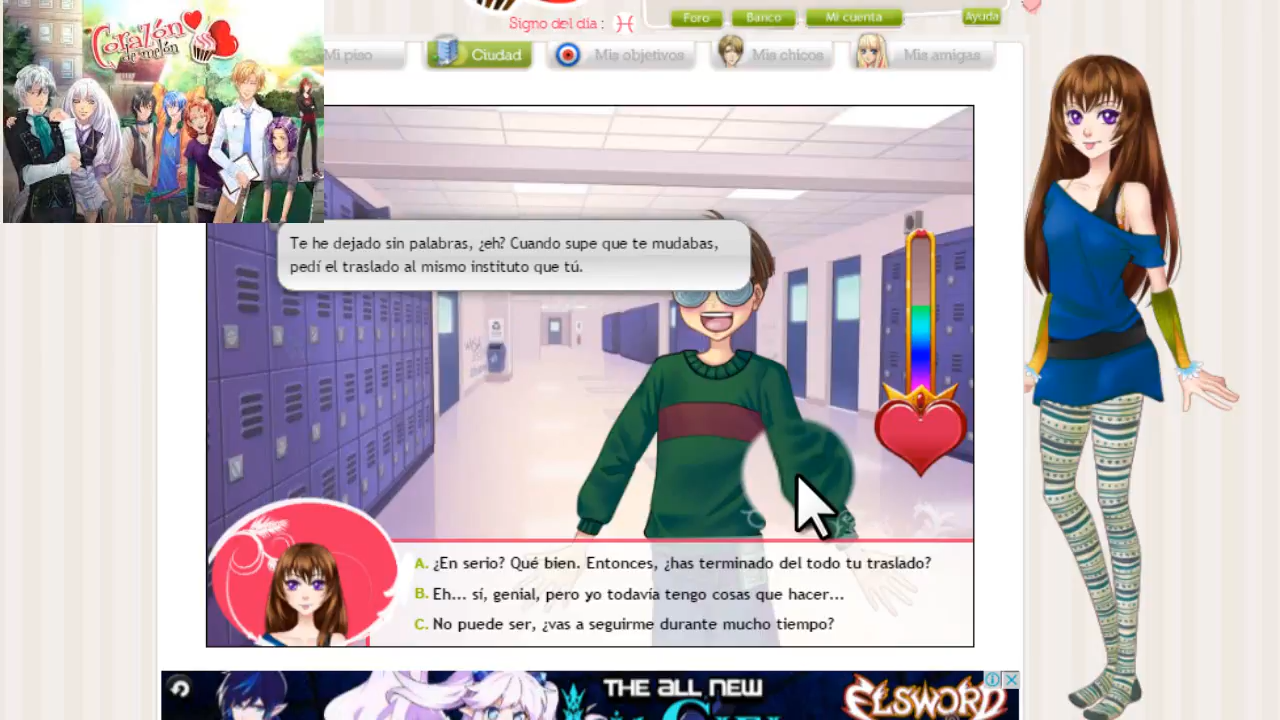 Corazón
de melón
Signo del día :
Foro
Banco
Mi cuenta
Ayuda
Mi piso
Ciudad
Mis objetivos
Mis chicos
Mis amigas
Te he dejado sin palabras, ¿eh? Cuando supe que te mudabas,
pedí el traslado al mismo instituto que tú.
A. ¿En serio? Qué bien. Entonces, ¿has terminado del todo tu traslado?
B. Eh... sí, genial, pero yo todavía tengo cosas que hacer...
C. No puede ser, ¿vas a seguirme durante mucho tiempo?
THE ALL NEW
ELSWORD